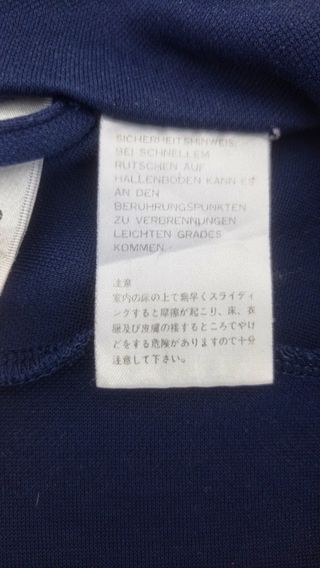 SICHERHEITSHINWEIS:
BEI SCHNELLEM
RUTSCHEN AUF
HALLENBÖDEN KANN ES
AN DEN
BERÜHRUNGSPUNKTEN
ZU VERBRENNUNGEN
LEICHTEN GRADES
KOMMEN.
注意
室内の床の上で素早くスライディ
ングすると摩擦が起こり、床、衣
服及び皮膚の接するところでやけ
どをする危険がありますので十分
注意して下さい。
e